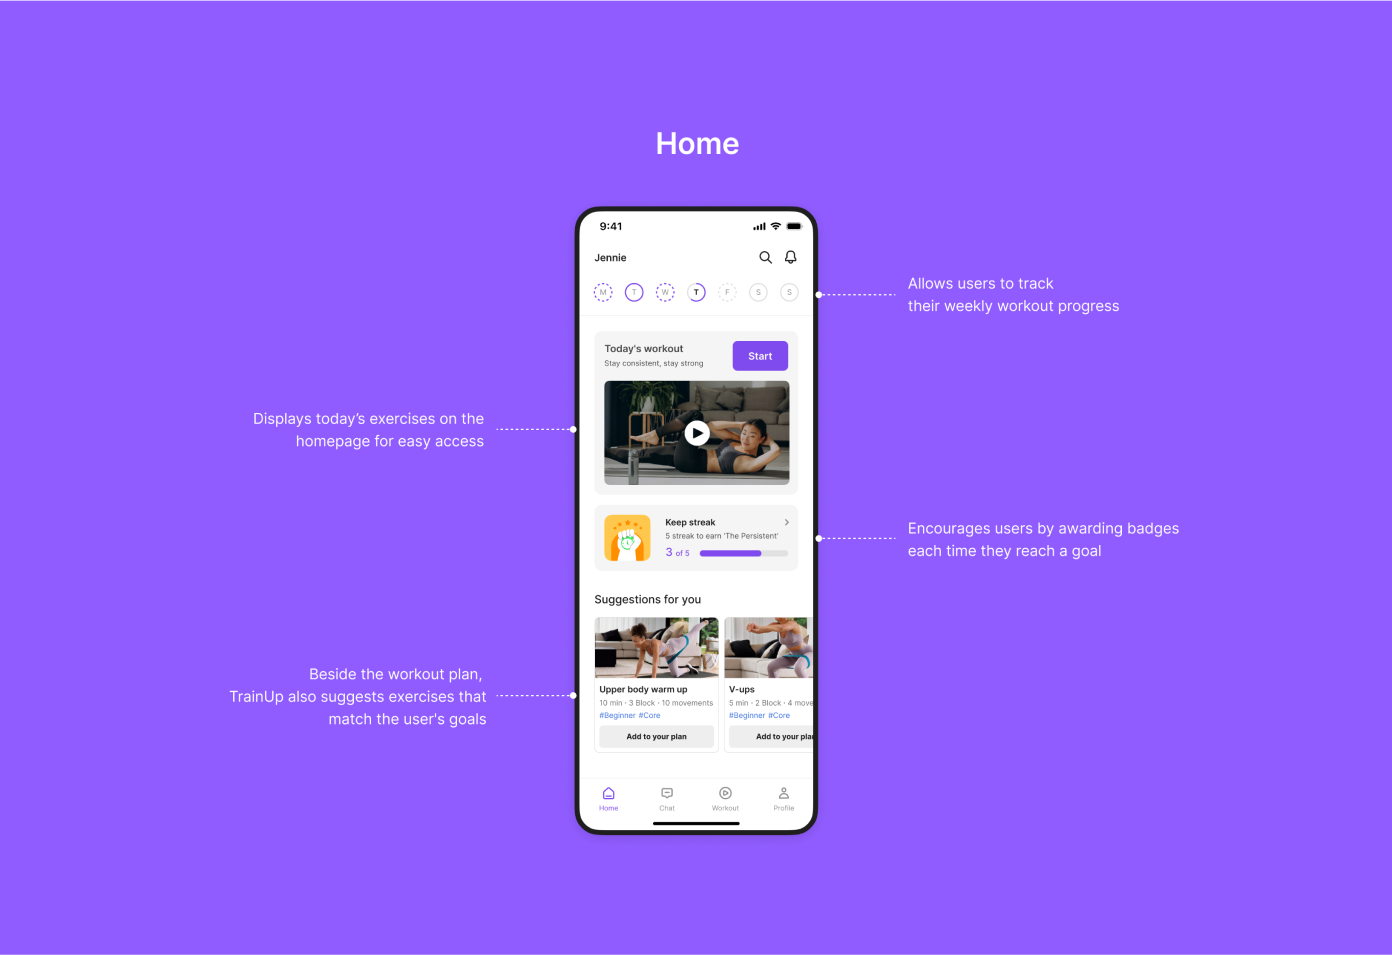 Home
9:41
Jennie
M T W T F S S
Allows users to track
their weekly workout progress
Today's workout
Stay consistent, stay strong
Start
Displays today's exercises on the
homepage for easy access
Keep streak
5 streak to earn 'The Persistent'
3 of 5
Encourages users by awarding badges
each time they reach a goal
Suggestions for you
Upper body warm up
10 min · 3 Block · 10 movements
#Beginner #Core
Add to your plan
V-ups
5 min · 2 Block · 4 move
#Beginner #Core
Add to your plan
Beside the workout plan,
TrainUp also suggests exercises that
match the user's goals
Home
Chat
Workout
Profile